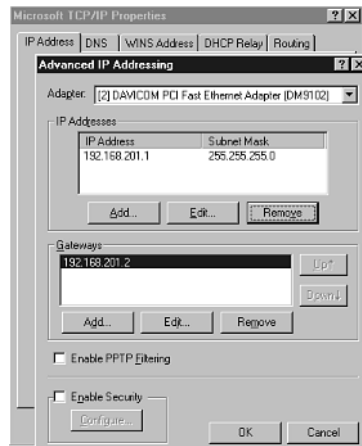 Microsoft TCP/IP Properties
IP Address DNS WINS Address DHCP Relay Routing
Advanced IP Addressing
Adapter: [2] DAVICOM PCI Fast Ethernet Adapter (DM9102)
IP Addresses
IP Address Subnet Mask
192.168.201.1 255.255.255.0
Add... Edit... Remove
Gateways
192.168.201.2
Up↑
Down↓
Add... Edit... Remove
Enable PPTP Filtering
Enable Security
Configure...
OK Cancel